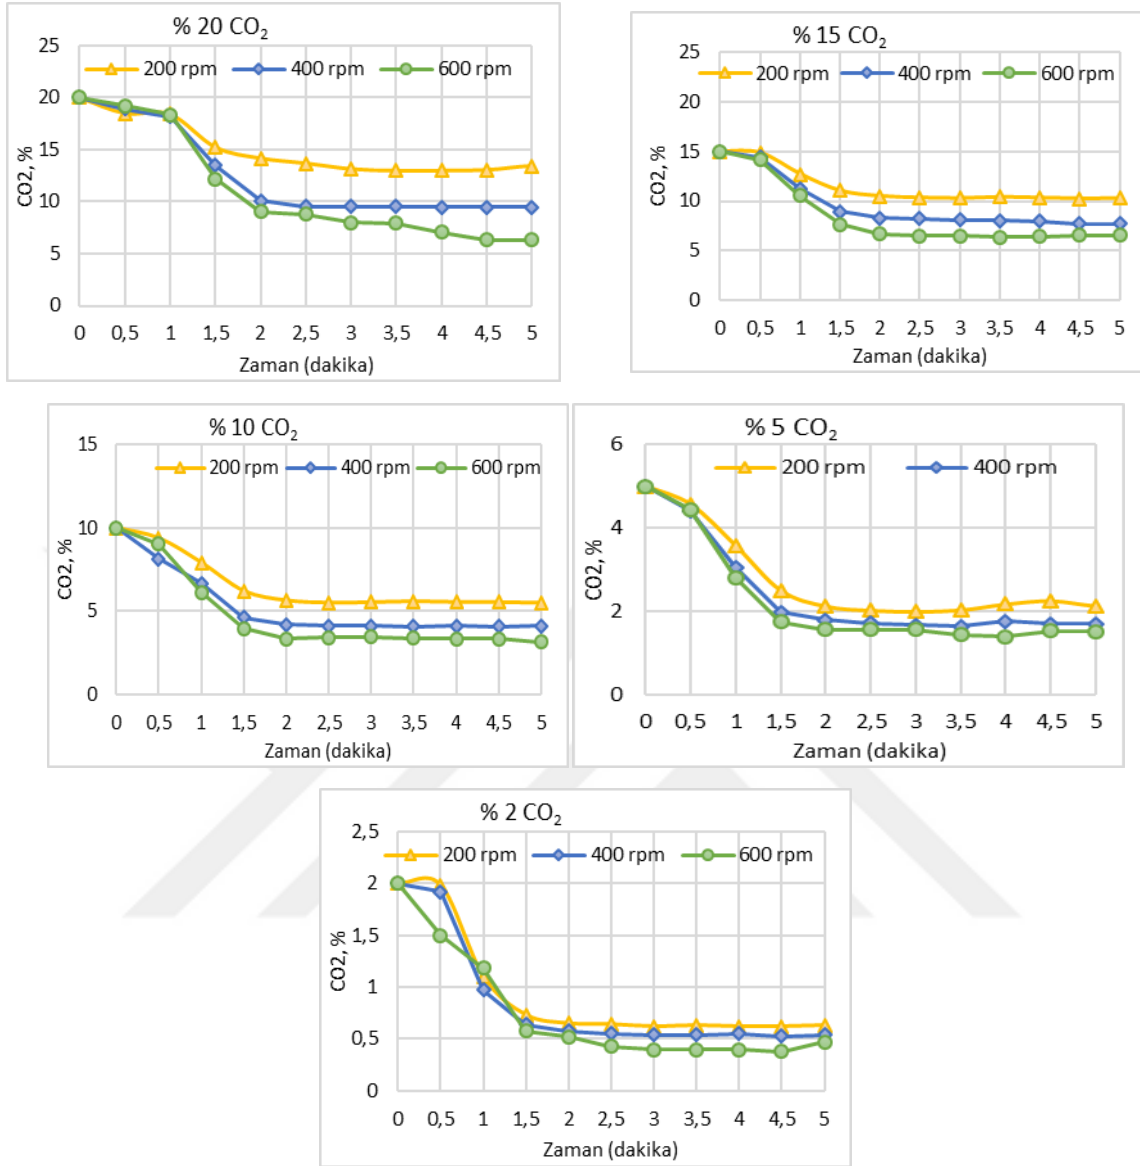 % 20 CO₂
200 rpm 400 rpm 600 rpm
25
20
15
10
5
0
CO2, %
0 0,5 1 1,5 2 2,5 3 3,5 4 4,5 5
Zaman (dakika)
% 15 CO₂
200 rpm 400 rpm 600 rpm
25
20
15
10
5
0
CO2, %
0 0,5 1 1,5 2 2,5 3 3,5 4 4,5 5
Zaman (dakika)
% 10 CO₂
200 rpm 400 rpm 600 rpm
15
10
5
0
CO2, %
0 0,5 1 1,5 2 2,5 3 3,5 4 4,5 5
Zaman (dakika)
% 5 CO₂
200 rpm 400 rpm
6
4
2
0
CO2, %
0 0,5 1 1,5 2 2,5 3 3,5 4 4,5 5
Zaman (dakika)
% 2 CO₂
200 rpm 400 rpm 600 rpm
2,5
2
1,5
1
0,5
0
CO2, %
0 0,5 1 1,5 2 2,5 3 3,5 4 4,5 5
Zaman (dakika)